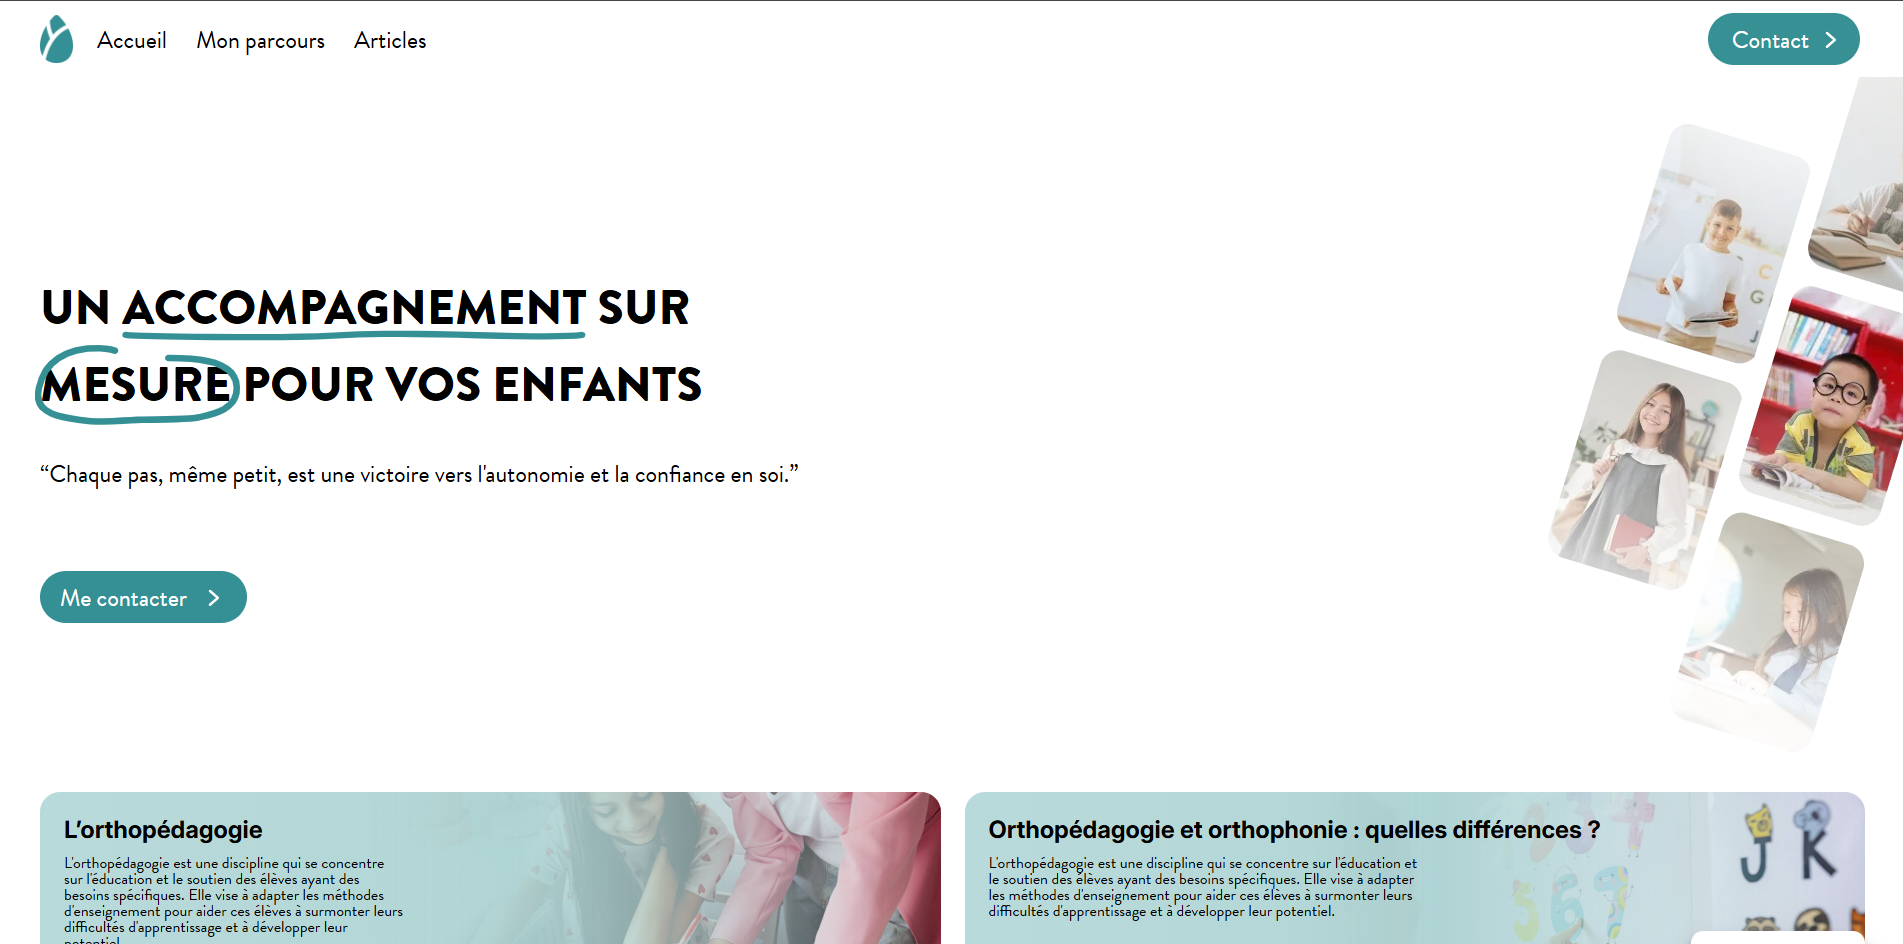 Accueil
Mon parcours
Articles
Contact
UN ACCOMPAGNEMENT SUR
MESURE POUR VOS ENFANTS
“Chaque pas, même petit, est une victoire vers l'autonomie et la confiance en soi.”
Me contacter
L’orthopédagogie
L'orthopédagogie est une discipline qui se concentre
sur l'éducation et le soutien des élèves ayant des
besoins spécifiques. Elle vise à adapter les méthodes
d'enseignement pour aider ces élèves à surmonter leurs
difficultés d'apprentissage et à développer leur
potentiel.
Orthopédagogie et orthophonie : quelles différences ?
L'orthopédagogie est une discipline qui se concentre sur l'éducation et
le soutien des élèves ayant des besoins spécifiques. Elle vise à adapter
les méthodes d'enseignement pour aider ces élèves à surmonter leurs
difficultés d'apprentissage et à développer leur potentiel.
C
G
J
5 6 7
J K